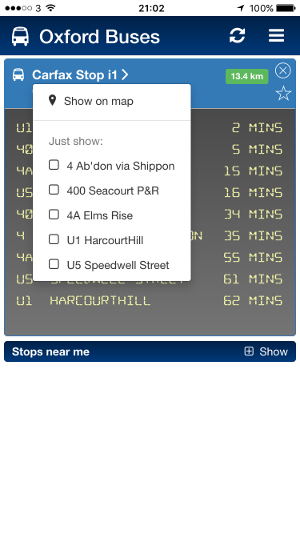 3 21:02 100%
Oxford Buses
Carfax Stop i1 13.4 km
Show on map
Just show:
4 Ab'don via Shippon
400 Seacourt P&R
4A Elms Rise
U1 HarcourtHill
U5 Speedwell Street
U1 2 MINS
40 5 MINS
4A 15 MINS
U5 16 MINS
40 34 MINS
4 ON 35 MINS
4A 55 MINS
U5 SPEEDWELL STREET 61 MINS
U1 HARCOURTHILL 62 MINS
Stops near me Show